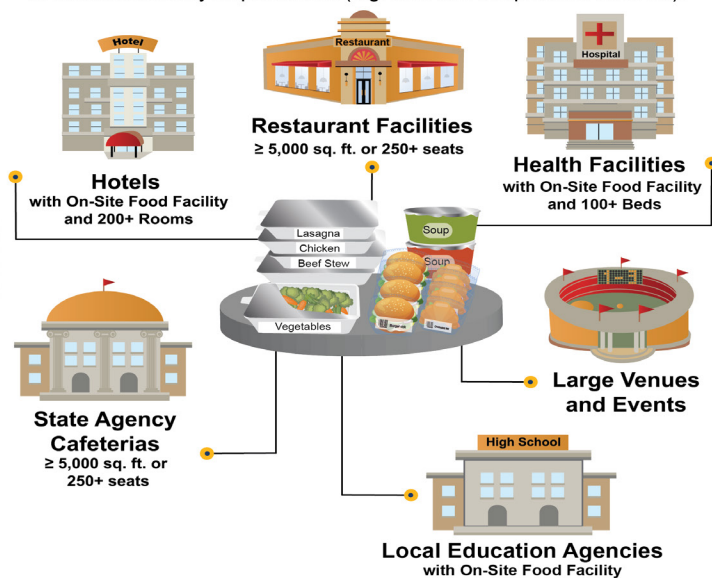 Hotel
Restaurant
Hospital
Restaurant Facilities
≥ 5,000 sq. ft. or 250+ seats
Hotels
with On-Site Food Facility
and 200+ Rooms
Health Facilities
with On-Site Food Facility
and 100+ Beds
Lasagna
Chicken
Beef Stew
Vegetables
Soup
Soup
State Agency
Cafeterias
≥ 5,000 sq. ft. or
250+ seats
Large Venues
and Events
High School
Local Education Agencies
with On-Site Food Facility